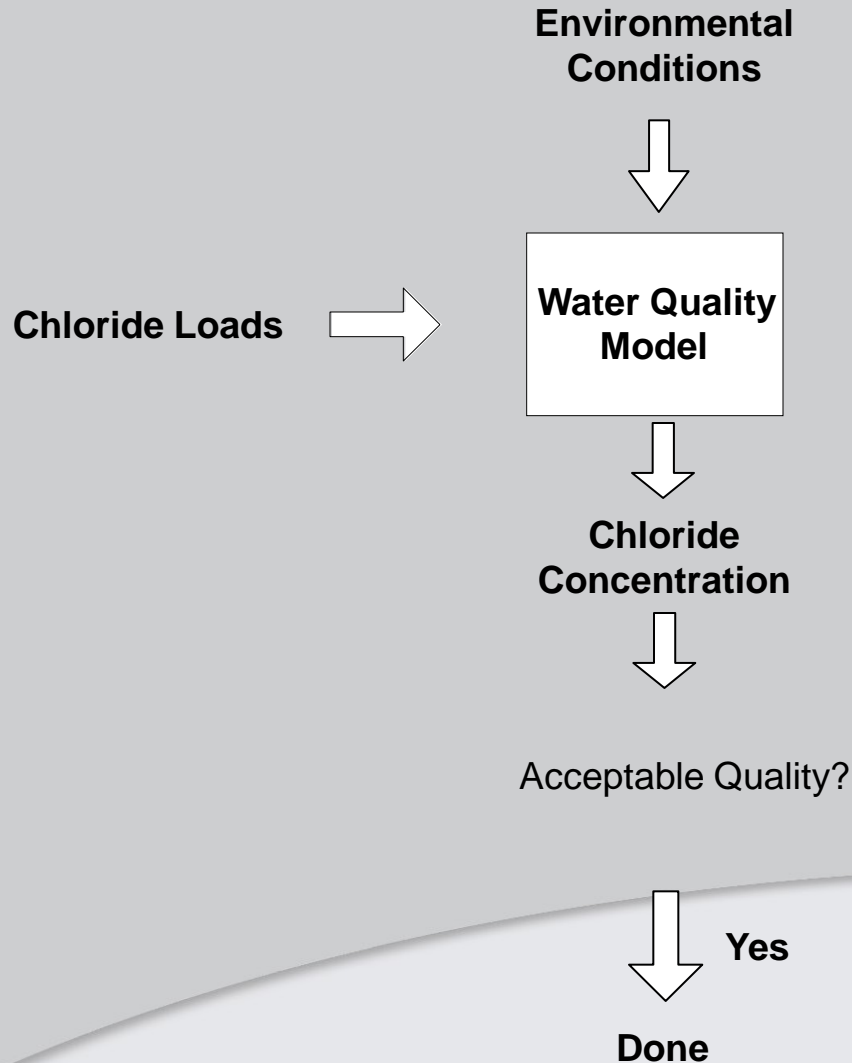 Environmental
Conditions
Chloride Loads
Water Quality
Model
Chloride
Concentration
Acceptable Quality?
Yes
Done